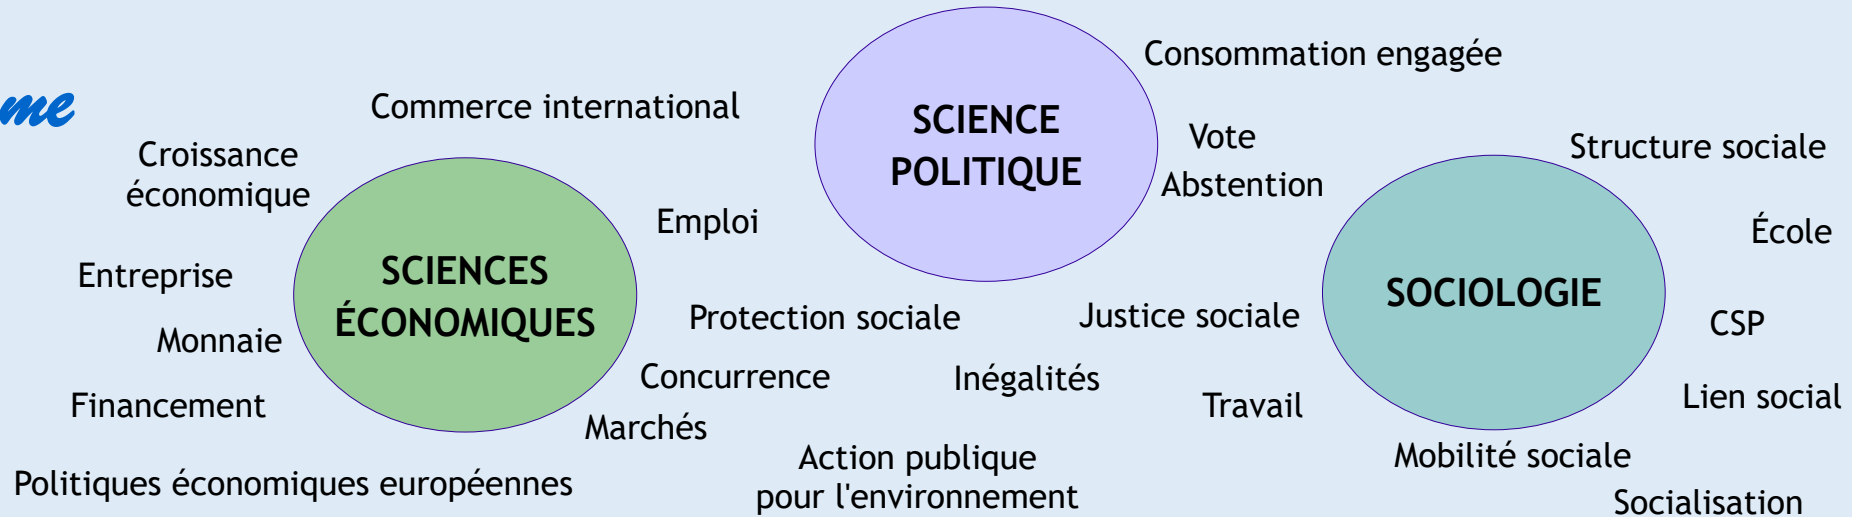 me
Commerce international
Croissance
économique
Entreprise
Monnaie
Financement
Politiques économiques européennes
SCIENCES
ÉCONOMIQUES
Emploi
Protection sociale
Concurrence
Marchés
SCIENCE
POLITIQUE
Consommation engagée
Vote
Abstention
Justice sociale
Inégalités
Travail
Action publique
pour l'environnement
SOCIOLOGIE
Structure sociale
École
CSP
Lien social
Mobilité sociale
Socialisation